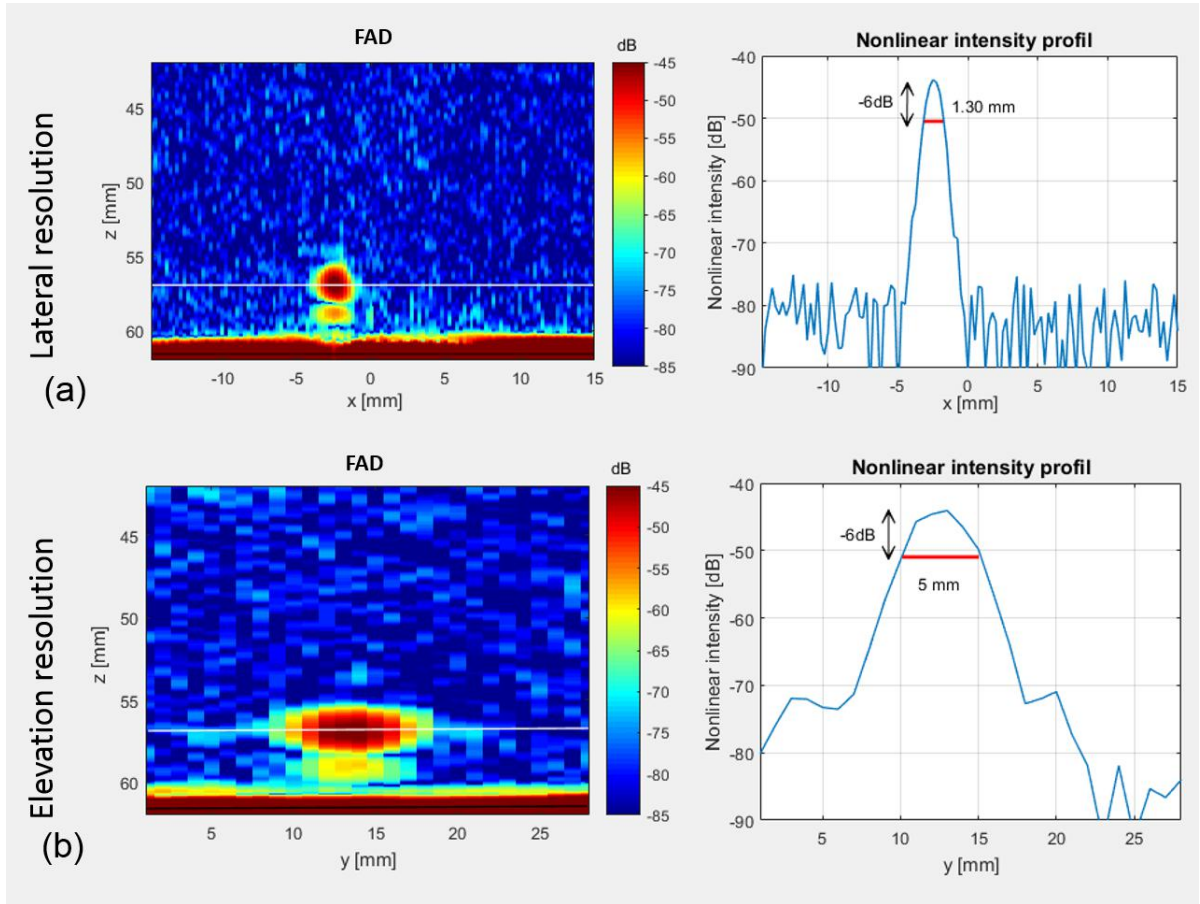 Lateral resolution
(a)
FAD
dB
z [mm]
45
50
55
60
-10
-5
0
5
10
15
x [mm]
-45
-50
-55
-60
-65
-70
-75
-80
-85
Nonlinear intensity profil
Nonlinear intensity [dB]
-40
-50
-60
-70
-80
-90
-6dB
1.30 mm
-10
-5
0
5
10
15
x [mm]
Elevation resolution
(b)
FAD
dB
z [mm]
45
50
55
60
5
10
15
20
25
y [mm]
-45
-50
-55
-60
-65
-70
-75
-80
-85
Nonlinear intensity profil
Nonlinear intensity [dB]
-40
-50
-60
-70
-80
-90
-6dB
5 mm
5
10
15
20
25
y [mm]